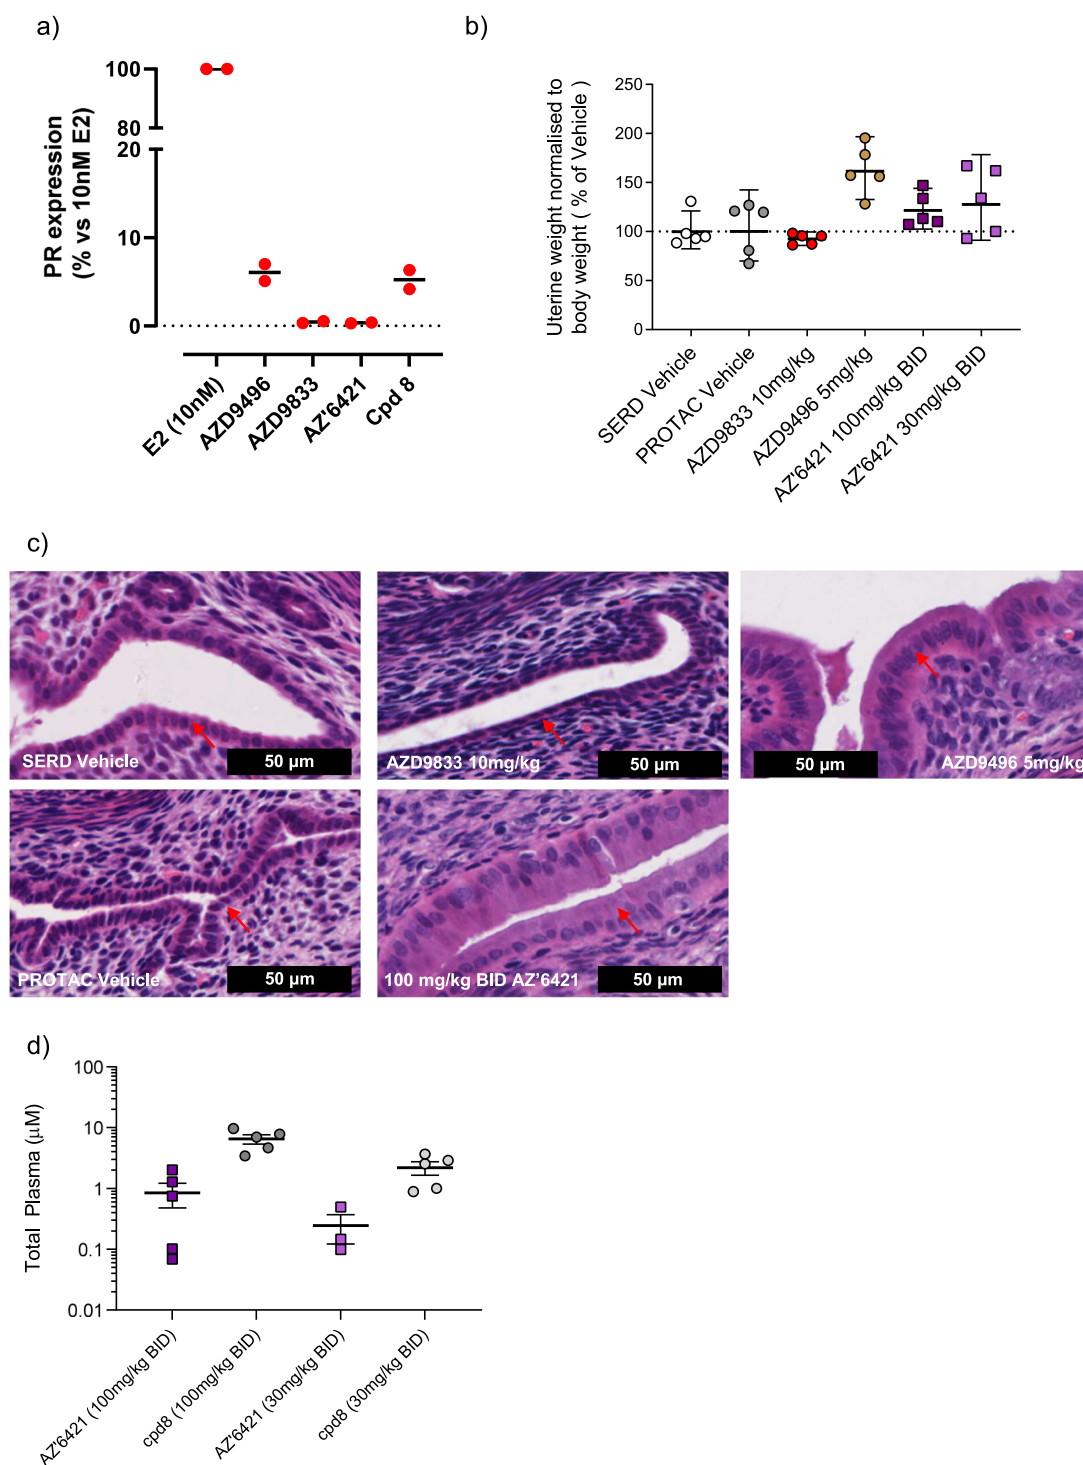 a)
PR expression
(% vs 10nM E2)
100
80
20
10
0
E2 (10nM)
AZD9496
AZD9833
AZ'6421
Cpd 8
b)
Uterine weight normalised to
body weight ( % of Vehicle )
250
200
150
100
50
0
SERD Vehicle
PROTAC Vehicle
AZD9833 10mg/kg
AZD9496 5mg/kg
AZ'6421 100mg/kg BID
AZ'6421 30mg/kg BID
c)
SERD Vehicle
50 µm
AZD9833 10mg/kg
50 µm
50 µm
AZD9496 5mg/kg
PROTAC Vehicle
50 µm
100 mg/kg BID AZ'6421
50 µm
d)
Total Plasma (µM)
100
10
1
0.1
0.01
AZ'6421 (100mg/kg BID)
cpd8 (100mg/kg BID)
AZ'6421 (30mg/kg BID)
cpd8 (30mg/kg BID)